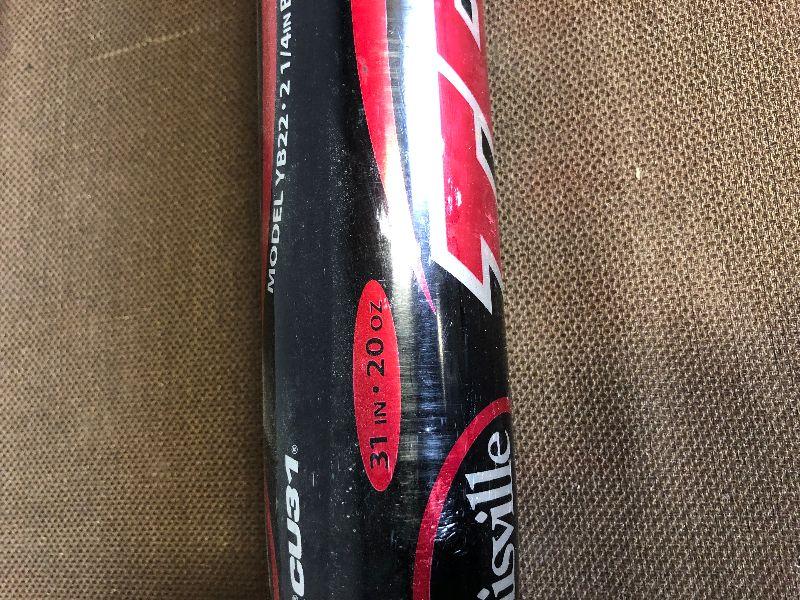 MODEL YB22 • 2 1/4IN
31 IN • 20 OZ
CU31®
isville